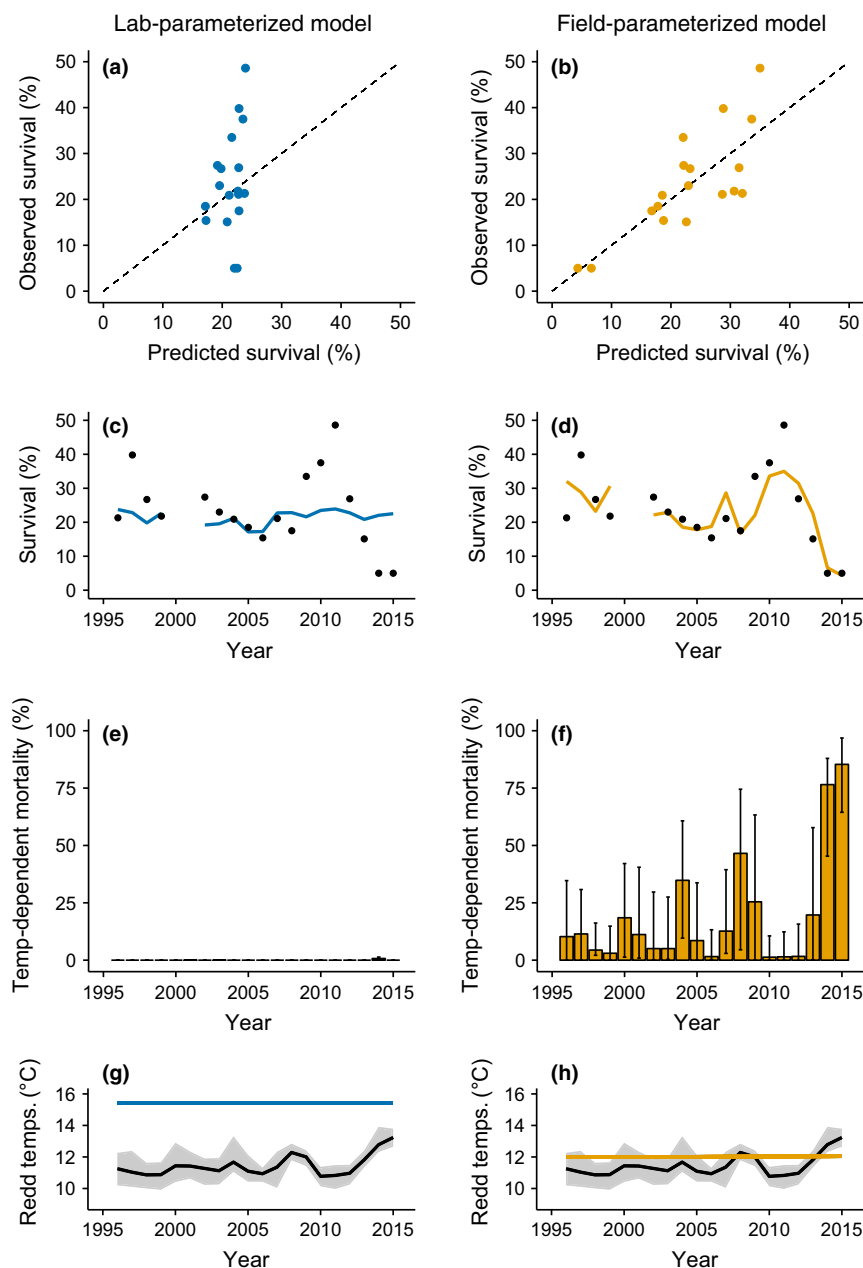 Lab-parameterized model
Field-parameterized model
(a)
Observed survival (%)
50
40
30
20
10
0
0 10 20 30 40 50
Predicted survival (%)
(b)
Observed survival (%)
50
40
30
20
10
0
0 10 20 30 40 50
Predicted survival (%)
(c)
Survival (%)
50
40
30
20
10
0
1995 2000 2005 2010 2015
Year
(d)
Survival (%)
50
40
30
20
10
0
1995 2000 2005 2010 2015
Year
(e)
Temp-dependent mortality (%)
100
75
50
25
0
1995 2000 2005 2010 2015
Year
(f)
Temp-dependent mortality (%)
100
75
50
25
0
1995 2000 2005 2010 2015
Year
(g)
Redd temps. (°C)
16
14
12
10
1995 2000 2005 2010 2015
Year
(h)
Redd temps. (°C)
16
14
12
10
1995 2000 2005 2010 2015
Year